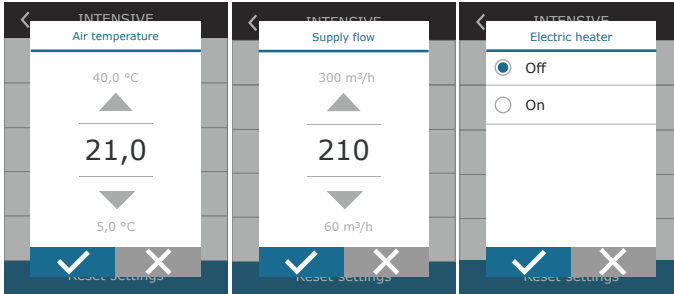 INTENSIVE
Air temperature
40,0 °C
21,0
5,0 °C
Reset settings
INTENSIVE
Supply flow
300 m³/h
210
60 m³/h
Reset settings
INTENSIVE
Electric heater
Off
On
Reset settings